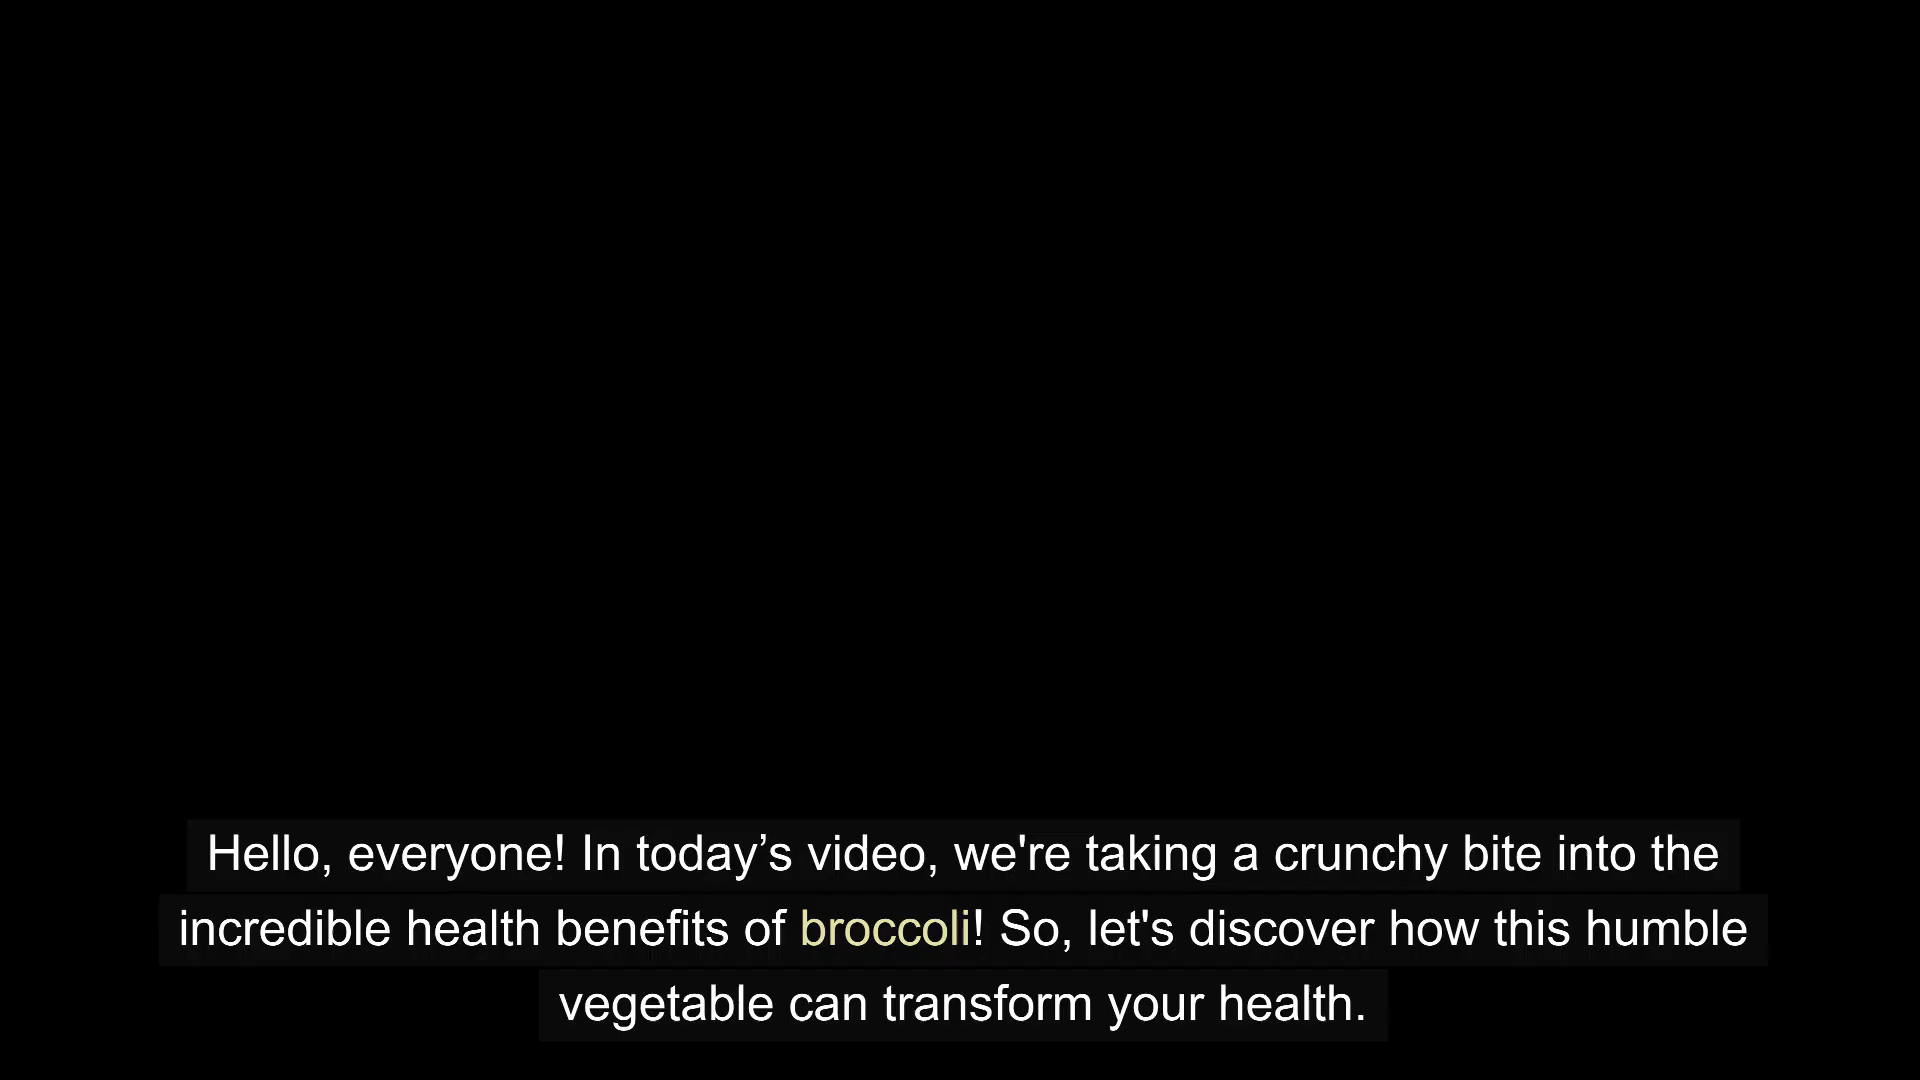 Hello, everyone! In today’s video, we're taking a crunchy bite into the
incredible health benefits of broccoli! So, let's discover how this humble
vegetable can transform your health.